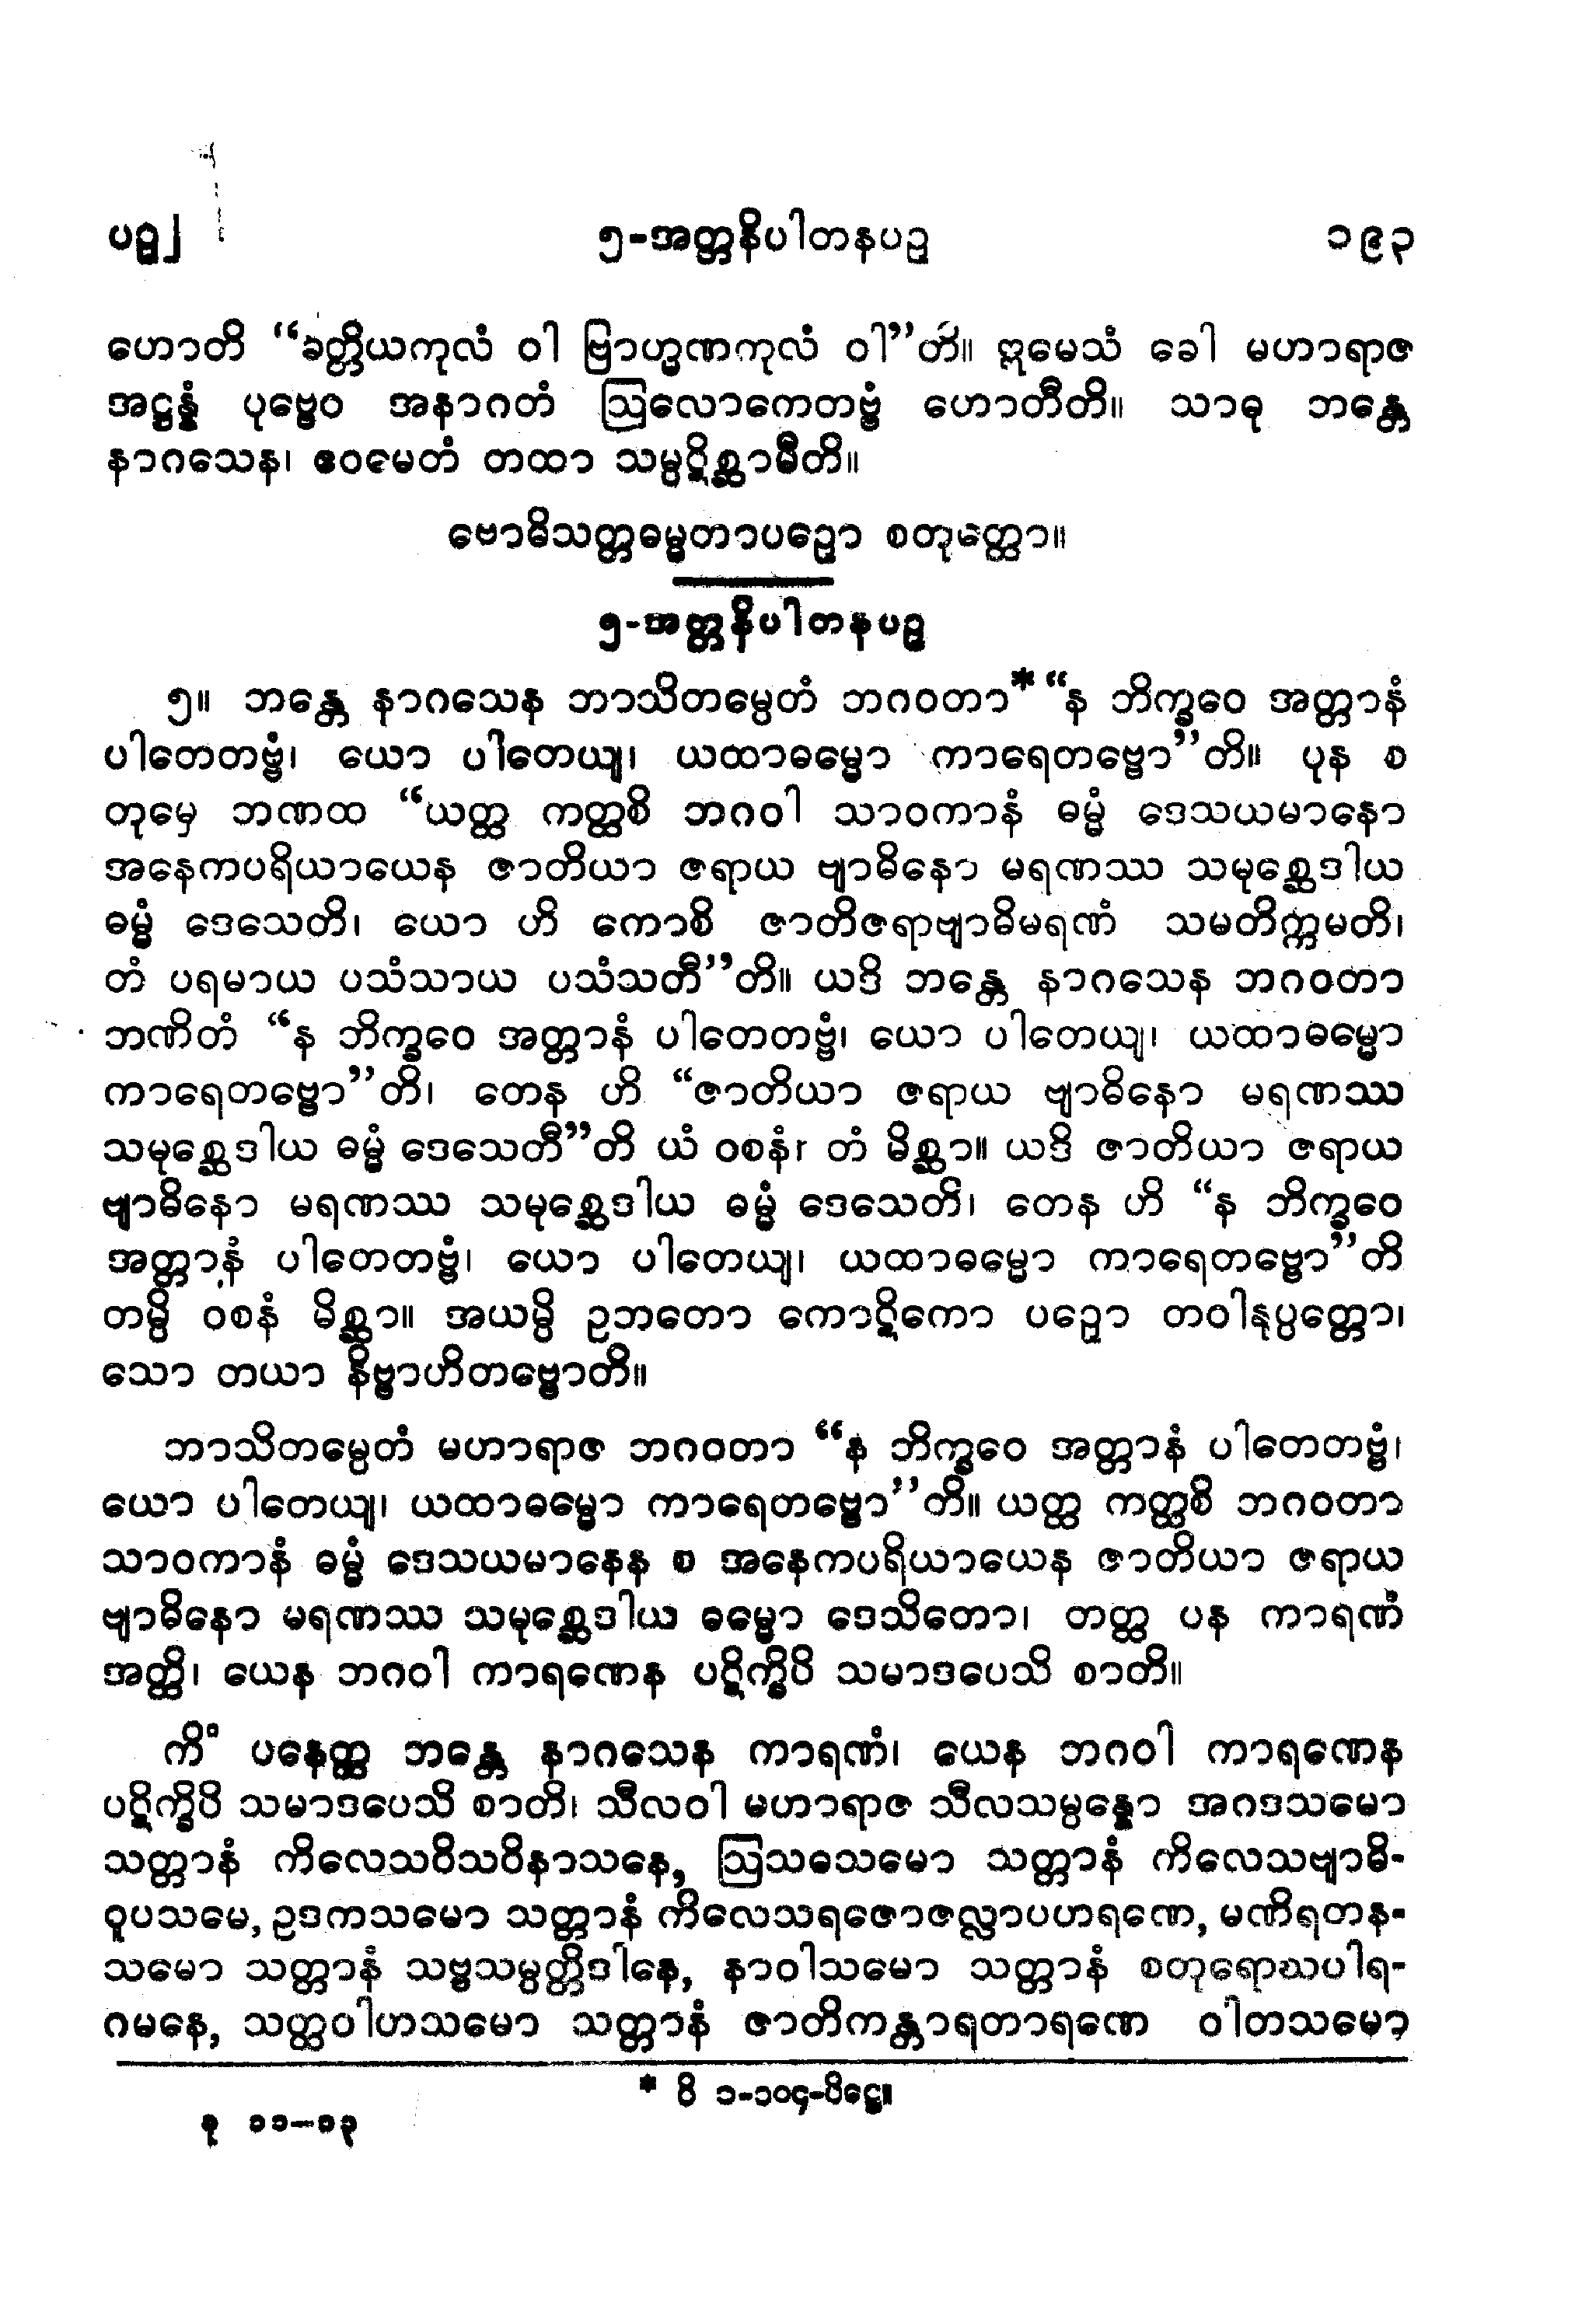 ပဥှ] ၅-အတ္တနိပါတနပဉှ ၁၉၃
ဟောတိ “ခတ္တိယကုလံ ဝါ ဗြာဟ္မဏကုလံ ဝါ”တိ။ ဣမေသံ ခေါ မဟာရာဇ
အဋ္ဌန္နံ ပုဗ္ဗေဝ အနာဂတံ ဩလောကေတဗ္ဗံ ဟောတီတိ။ သာဓု ဘန္တေ
နာဂသေန၊ ဧဝမေတံ တထာ သမ္ပဋိစ္ဆာမီတိ။
ဗောဓိသတ္တဓမ္မတာပဉှော စတုတ္ထော။
၅-အတ္တနိပါတနပဉှ
၅။ ဘန္တေ နာဂသေန ဘာသိတမ္ပေတံ ဘဂဝတာ* “န ဘိက္ခဝေ အတ္တာနံ
ပါတေတဗ္ဗံ၊ ယော ပါတေယျ၊ ယထာဓမ္မော ကာရေတဗ္ဗော”တိ။ ပုန စ
တုမှေ ဘဏထ “ယတ္ထ ကတ္ထစိ ဘဂဝါ သာဝကာနံ ဓမ္မံ ဒေသယမာနော
အနေကပရိယာယေန ဇာတိယာ ဇရာယ ဗျာဓိနော မရဏဿ သမုစ္ဆေဒါယ
ဓမ္မံ ဒေသေတိ၊ ယော ဟိ ကောစိ ဇာတိဇရာဗျာဓိမရဏံ သမတိက္ကမတိ၊
တံ ပရမာယ ပသံသာယ ပသံသတီ”တိ။ ယဒိ ဘန္တေ နာဂသေန ဘဂဝတာ
ဘဏိတံ “န ဘိက္ခဝေ အတ္တာနံ ပါတေတဗ္ဗံ၊ ယော ပါတေယျ၊ ယထာဓမ္မော
ကာရေတဗ္ဗော”တိ၊ တေန ဟိ “ဇာတိယာ ဇရာယ ဗျာဓိနော မရဏဿ
သမုစ္ဆေဒါယ ဓမ္မံ ဒေသေတီ”တိ ယံ ဝစနံ၊ တံ မိစ္ဆာ။ ယဒိ ဇာတိယာ ဇရာယ
ဗျာဓိနော မရဏဿ သမုစ္ဆေဒါယ ဓမ္မံ ဒေသေတိ၊ တေန ဟိ “န ဘိက္ခဝေ
အတ္တာနံ ပါတေတဗ္ဗံ၊ ယော ပါတေယျ၊ ယထာဓမ္မော ကာရေတဗ္ဗော”တိ
တမ္ပိ ဝစနံ မိစ္ဆာ။ အယမ္ပိ ဥဘတော ကောဋိကော ပဉှော တဝါနုပ္ပတ္တော၊
သော တယာ နိဗ္ဗာဟိတဗ္ဗောတိ။
ဘာသိတမ္ပေတံ မဟာရာဇ ဘဂဝတာ “န ဘိက္ခဝေ အတ္တာနံ ပါတေတဗ္ဗံ၊
ယော ပါတေယျ၊ ယထာဓမ္မော ကာရေတဗ္ဗော”တိ။ ယတ္ထ ကတ္ထစိ ဘဂဝတာ
သာဝကာနံ ဓမ္မံ ဒေသယမာနေန စ အနေကပရိယာယေန ဇာတိယာ ဇရာယ
ဗျာဓိနော မရဏဿ သမုစ္ဆေဒါယ ဓမ္မော ဒေသိတော၊ တတ္ထ ပန ကာရဏံ
အတ္ထိ၊ ယေန ဘဂဝါ ကာရဏေန ပဋိက္ခိပိ သမာဒပေသိ စာတိ။
ကိံ ပနေတ္ထ ဘန္တေ နာဂသေန ကာရဏံ၊ ယေန ဘဂဝါ ကာရဏေန
ပဋိက္ခိပိ သမာဒပေသိ စာတိ၊ သီလဝါ မဟာရာဇ သီလသမ္ပန္နော အဂဒသမော
သတ္တာနံ ကိလေသဝိသဝိနာသနေ, ဩသဓသမော သတ္တာနံ ကိလေသဗျာဓိ-
ဝူပသမေ, ဥဒကသမော သတ္တာနံ ကိလေသရဇောဇလ္လာပဟရဏေ, မဏိရတန-
သမော သတ္တာနံ သဗ္ဗသမ္ပတ္တိဒါနေ, နာဝါသမော သတ္တာနံ စတုရောဃပါရ-
ဂမနေ, သတ္ထဝါဟသမော သတ္တာနံ ဇာတိကန္တာရတာရဏေ ဝါတသမော
* ဝိ ၁-၁၀၄-ပိဋ္ဌေ။
ခု ၁၁–၁၃